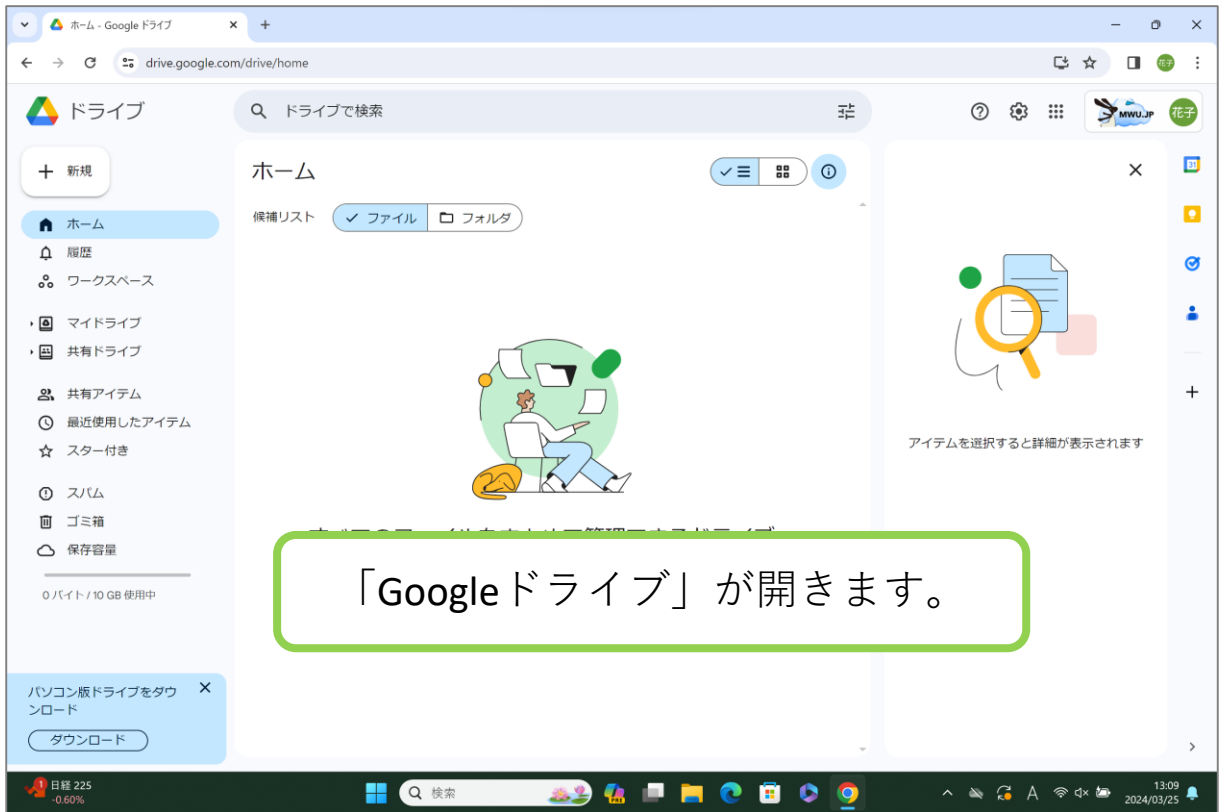 ホーム - Google ドライブ
drive.google.com/drive/home
花子
ドライブ
ドライブで検索
MWU.JP
花子
新規
ホーム
31
候補リスト
ファイル
フォルダ
ホーム
履歴
ワークスペース
マイドライブ
共有ドライブ
共有アイテム
最近使用したアイテム
スター付き
アイテムを選択すると詳細が表示されます
スパム
ゴミ箱
保存容量
0 バイト / 10 GB 使用中
「Googleドライブ」が開きます。
パソコン版ドライブをダウ
ンロード
ダウンロード
1
日経 225
-0.60%
検索
PRE
A
13:09
2024/03/25